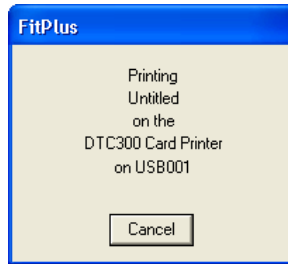 FitPlus
Printing
Untitled
on the
DTC300 Card Printer
on USB001
Cancel